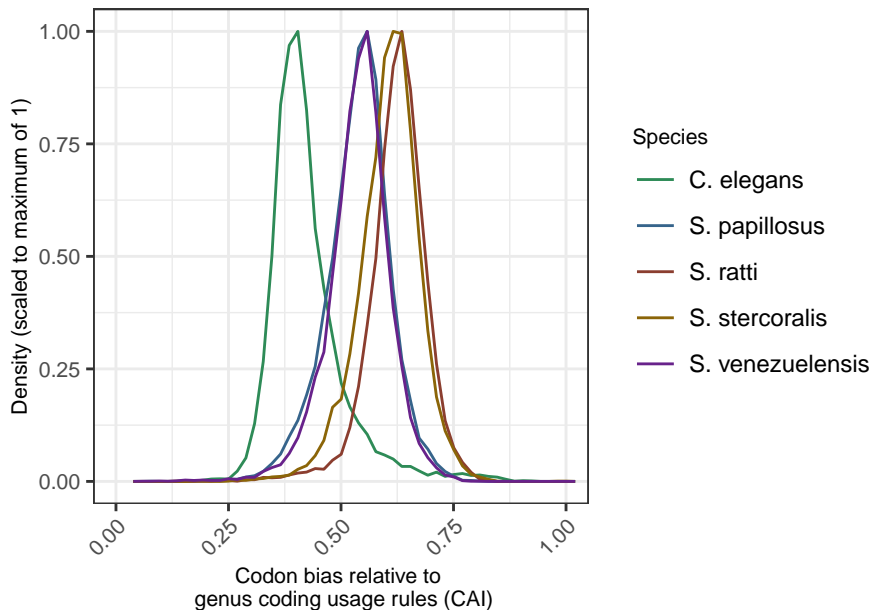 1.00
0.75
0.50
0.25
0.00
Density (scaled to maximum of 1)
0.00
0.25
0.50
0.75
1.00
Codon bias relative to
genus coding usage rules (CAI)
Species
C. elegans
S. papillosus
S. ratti
S. stercoralis
S. venezuelensis